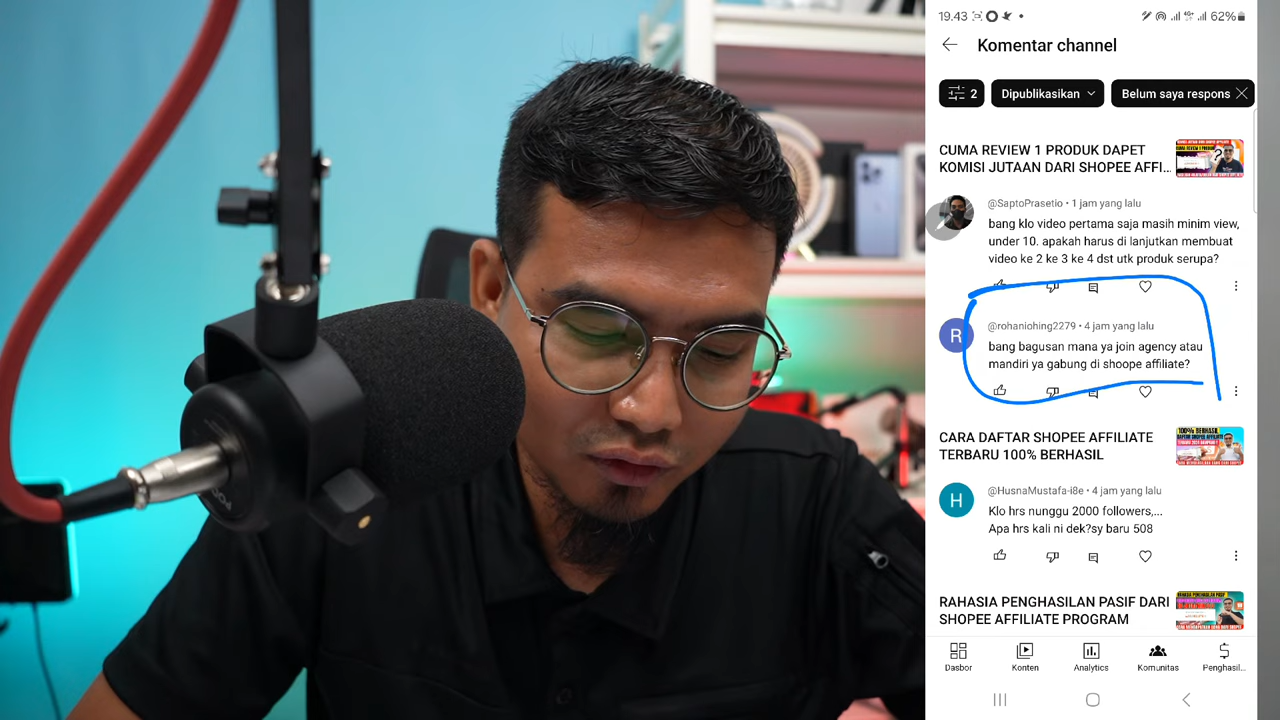 19.43
4G+
62%
Komentar channel
2
Dipublikasikan
Belum saya respons
CUMA REVIEW 1 PRODUK DAPET
KOMISI JUTAAN DARI SHOPEE AFFI...
@SaptoPrasetio • 1 jam yang lalu
bang klo video pertama saja masih minim view,
under 10. apakah harus di lanjutkan membuat
video ke 2 ke 3 ke 4 dst utk produk serupa?
R
@rohaniohing2279 • 4 jam yang lalu
bang bagusan mana ya join agency atau
mandiri ya gabung di shoope affiliate?
CARA DAFTAR SHOPEE AFFILIATE
TERBARU 100% BERHASIL
100% BERHASIL
H
@HusnaMustafa-i8e • 4 jam yang lalu
Klo hrs nunggu 2000 followers,...
Apa hrs kali ni dek?sy baru 508
RAHASIA PENGHASILAN PASIF DARI
SHOPEE AFFILIATE PROGRAM
Dasbor
Konten
Analytics
Komunitas
Penghasil...